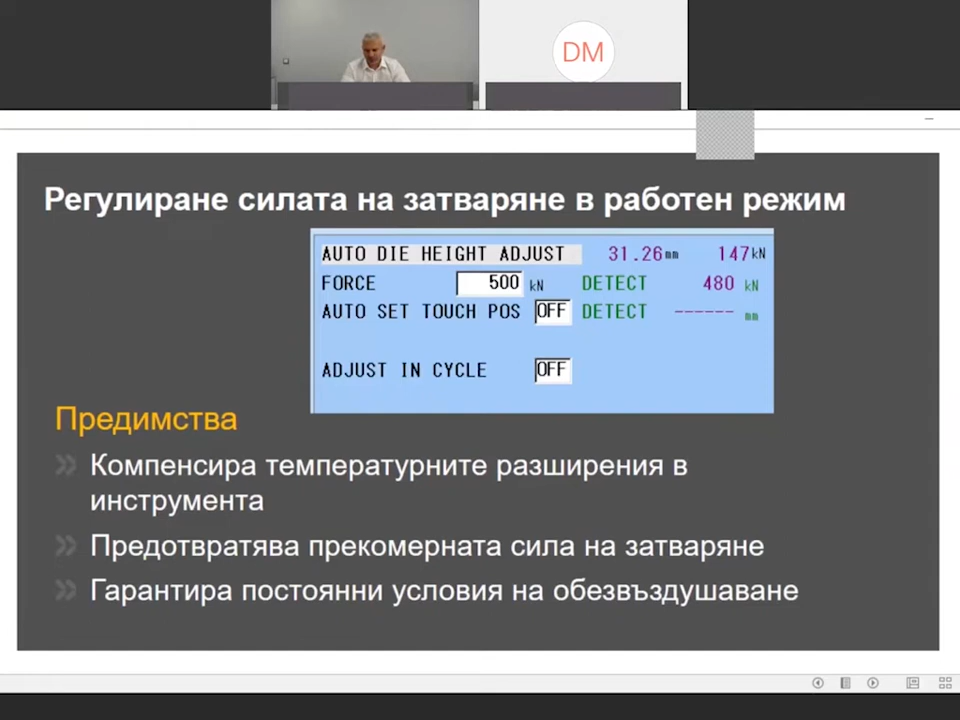 DM
Регулиране силата на затваряне в работен режим
AUTO DIE HEIGHT ADJUST 31.26mm 147kN
FORCE 500 kN DETECT 480 kN
AUTO SET TOUCH POS OFF DETECT ------ mm
ADJUST IN CYCLE OFF
Предимства
Компенсира температурните разширения в
инструмента
Предотвратява прекомерната сила на затваряне
Гарантира постоянни условия на обезвъздушаване